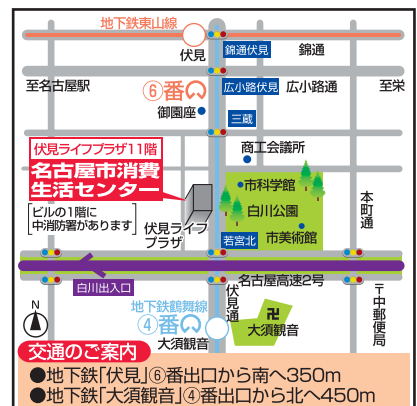 地下鉄東山線
伏見
錦通伏見
錦通
至名古屋駅
⑥番
広小路伏見
広小路通
至栄
御園座
三蔵
伏見ライフプラザ11階
名古屋市消費
生活センター
ビルの1階に
中消防署があります
伏見ライフ
プラザ
商工会議所
市科学館
白川公園
市美術館
本町通
若宮北
白川出入口
名古屋高速2号
伏見通
N
地下鉄鶴舞線
④番
大須観音
卍
大須観音
〒中郵便局
交通のご案内
●地下鉄「伏見」⑥番出口から南へ350m
●地下鉄「大須観音」④番出口から北へ450m